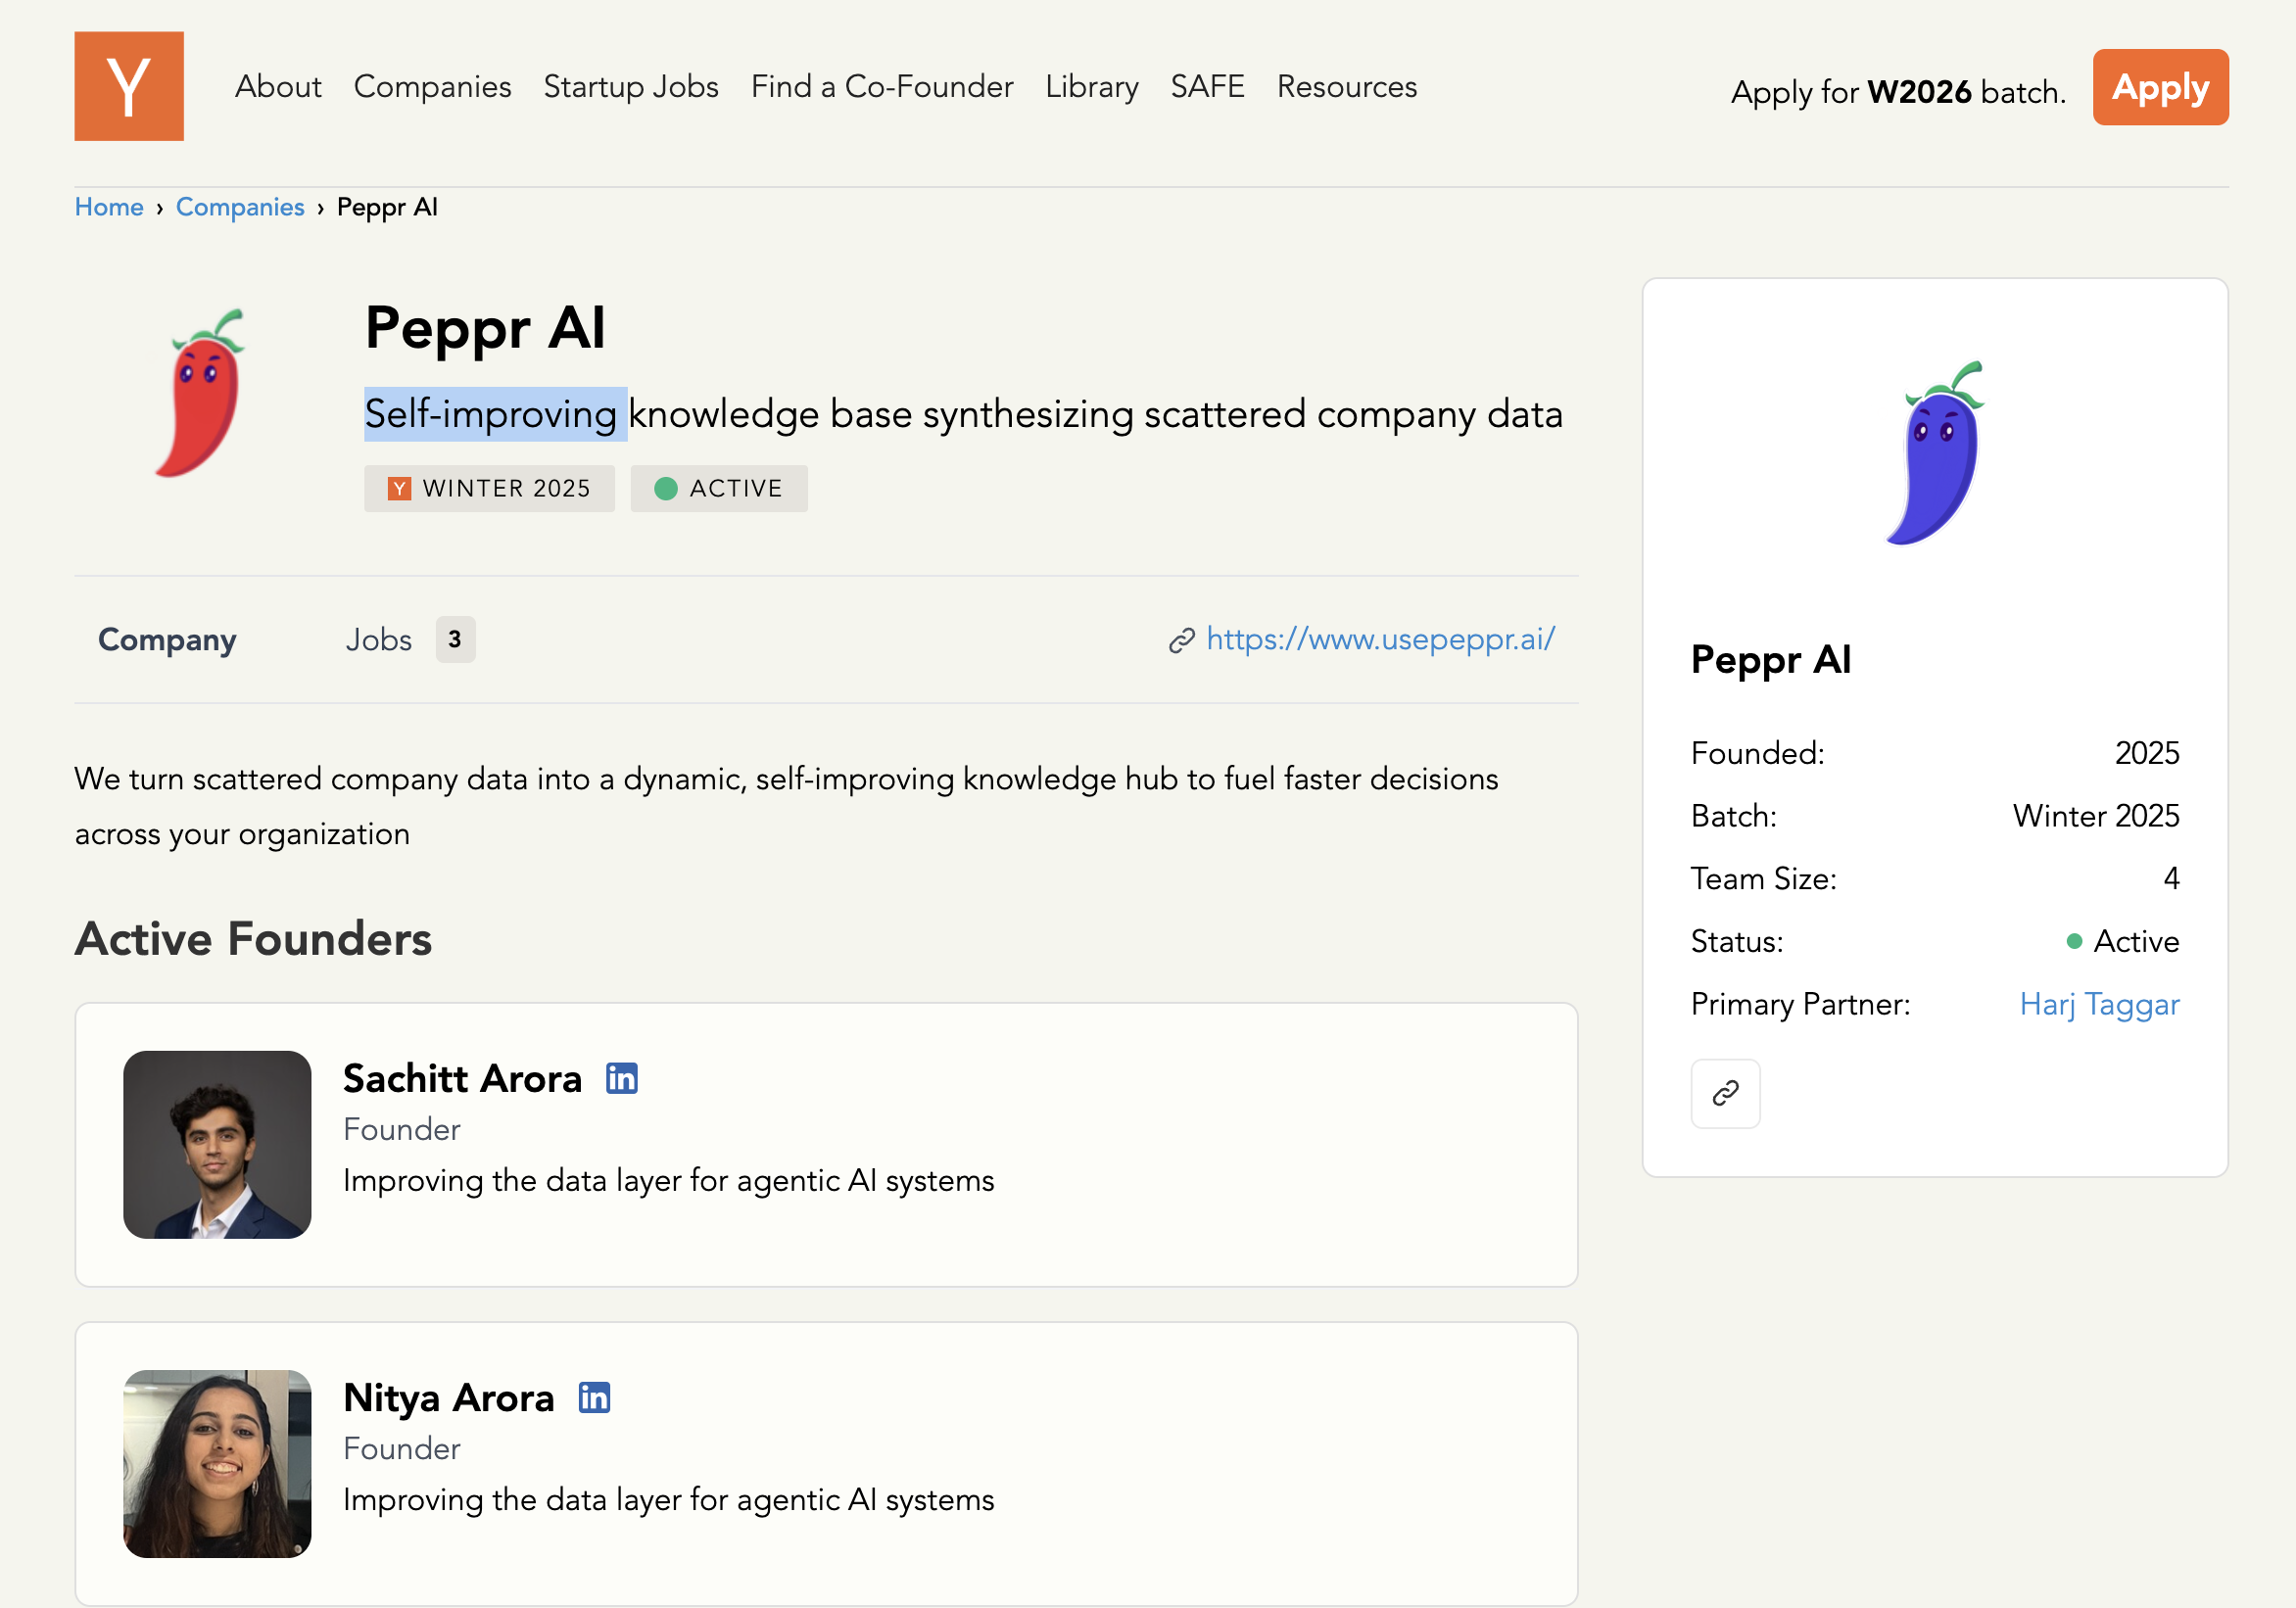 Y
About Companies Startup Jobs Find a Co-Founder Library SAFE Resources
Apply for W2026 batch.
Apply
Home › Companies › Peppr AI
Peppr AI
Self-improving knowledge base synthesizing scattered company data
Y WINTER 2025 ACTIVE
Company Jobs 3 https://www.usepeppr.ai/
We turn scattered company data into a dynamic, self-improving knowledge hub to fuel faster decisions
across your organization
Active Founders
Sachitt Arora in
Founder
Improving the data layer for agentic AI systems
Nitya Arora in
Founder
Improving the data layer for agentic AI systems
Peppr AI
Founded: 2025
Batch: Winter 2025
Team Size: 4
Status: Active
Primary Partner: Harj Taggar